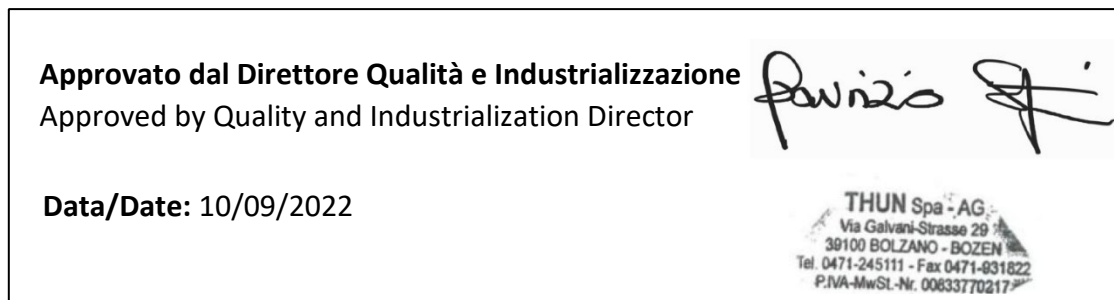 Approvato dal Direttore Qualità e Industrializzazione
Approved by Quality and Industrialization Director
Data/Date: 10/09/2022
THUN Spa - AG
Via Galvani-Strasse 29
39100 BOLZANO - BOZEN
Tel. 0471-245111 - Fax 0471-931822
P.IVA-MwSt.-Nr. 00833770217